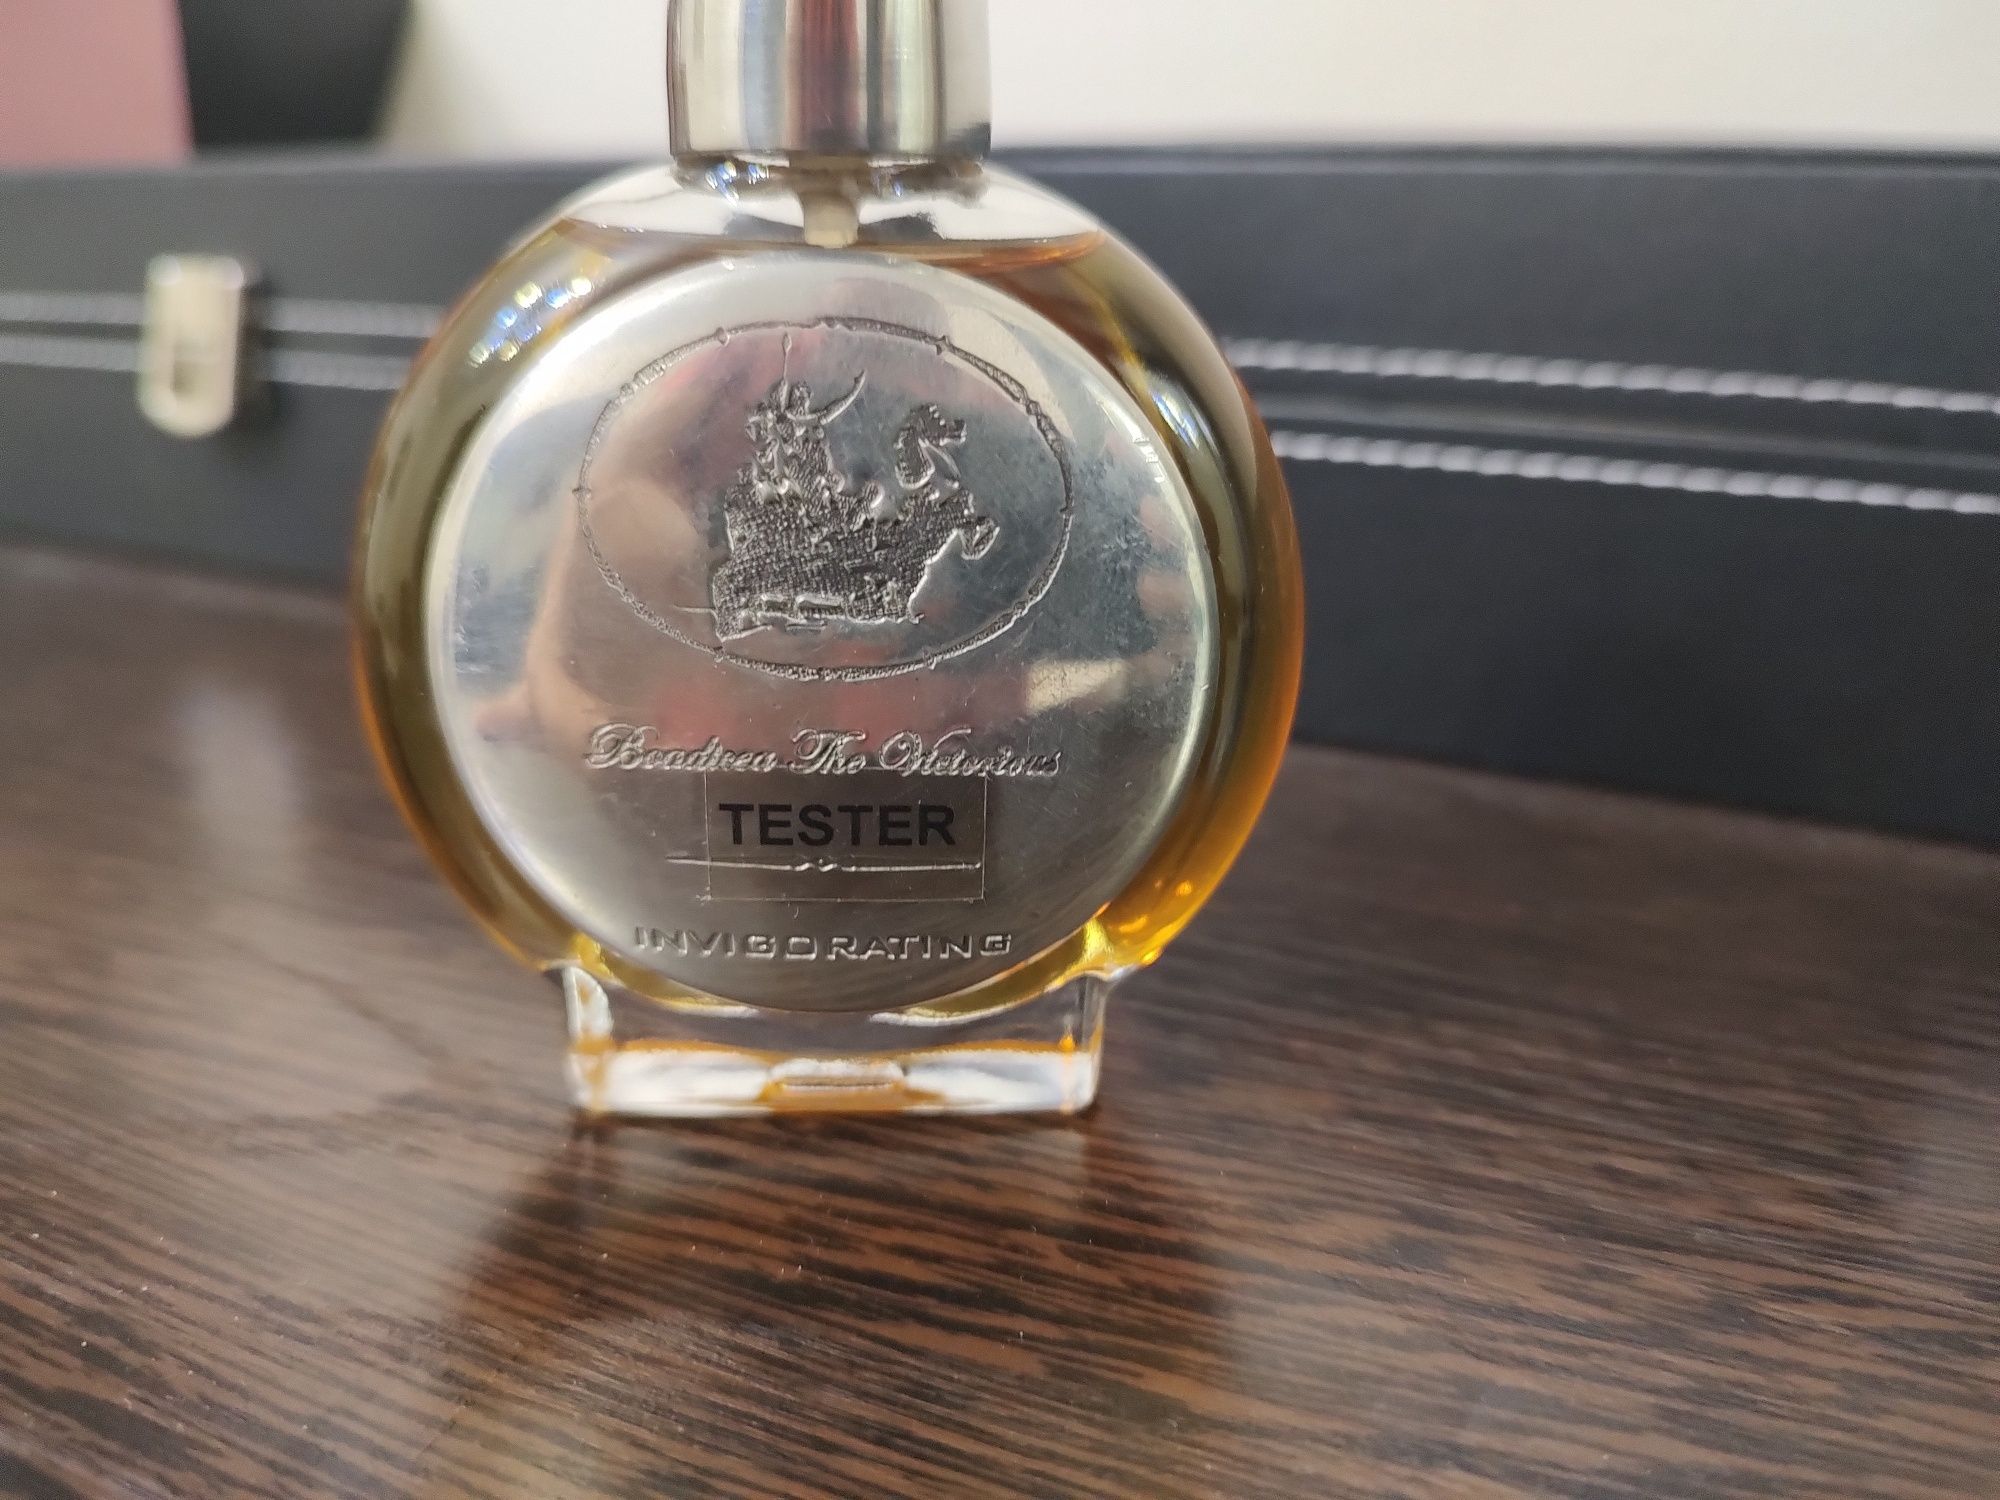 Boadicea The Victorious
TESTER
INVIGORATING